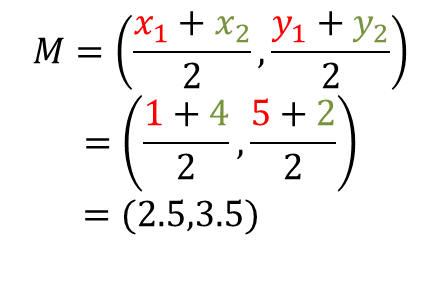 M = (x₁ + x₂ / 2, y₁ + y₂ / 2)
= (1 + 4 / 2, 5 + 2 / 2)
= (2.5,3.5)